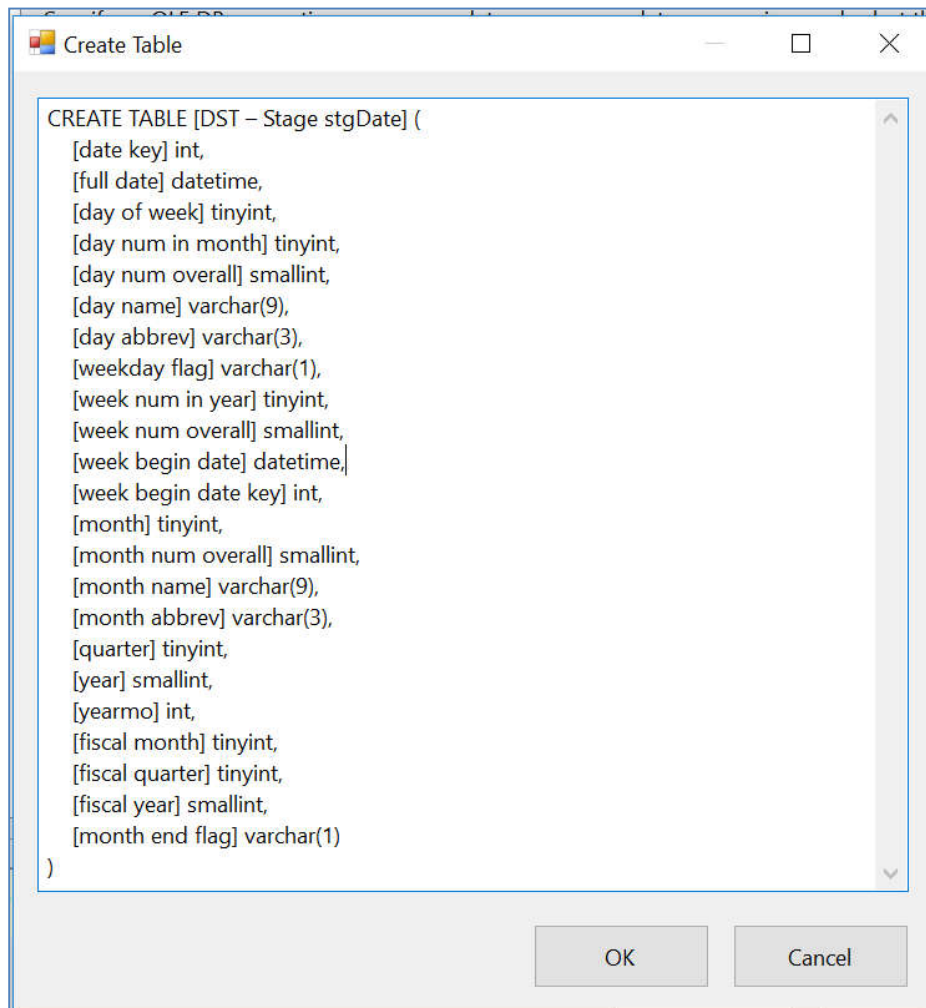 Create Table
CREATE TABLE [DST – Stage stgDate] (
[date key] int,
[full date] datetime,
[day of week] tinyint,
[day num in month] tinyint,
[day num overall] smallint,
[day name] varchar(9),
[day abbrev] varchar(3),
[weekday flag] varchar(1),
[week num in year] tinyint,
[week num overall] smallint,
[week begin date] datetime,
[week begin date key] int,
[month] tinyint,
[month num overall] smallint,
[month name] varchar(9),
[month abbrev] varchar(3),
[quarter] tinyint,
[year] smallint,
[yearmo] int,
[fiscal month] tinyint,
[fiscal quarter] tinyint,
[fiscal year] smallint,
[month end flag] varchar(1)
)
OK Cancel